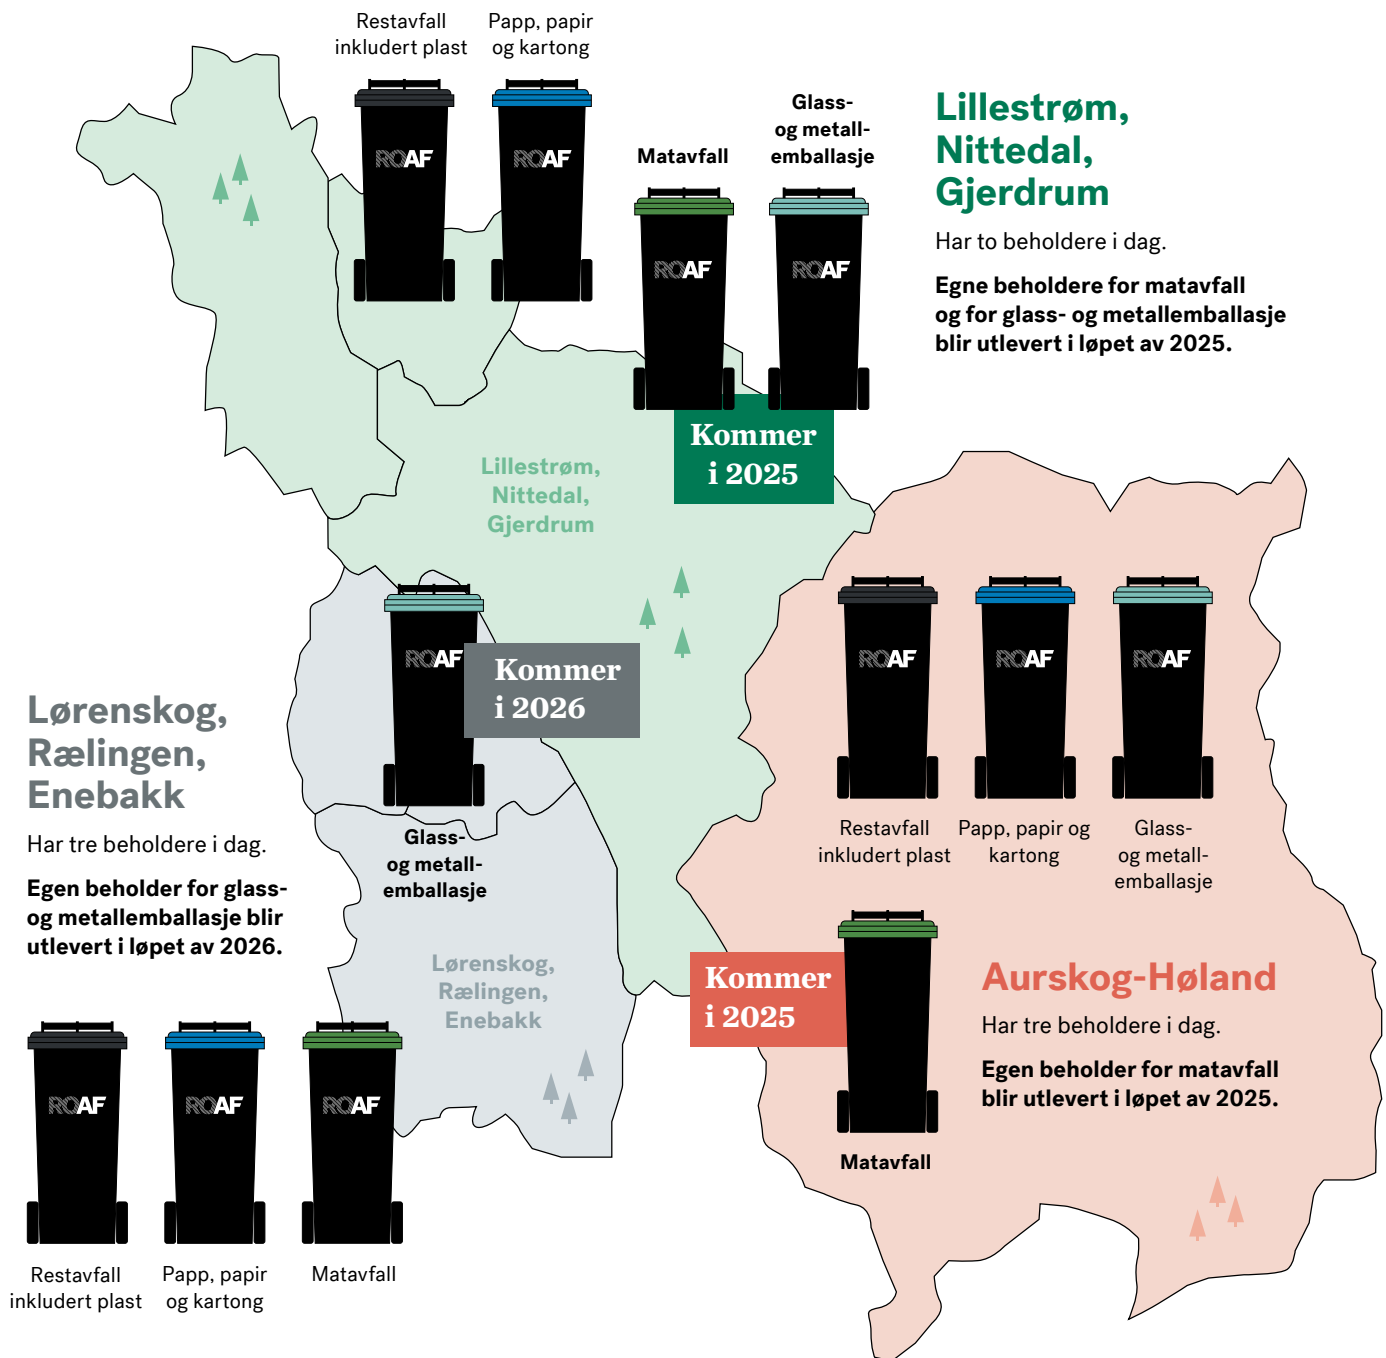 Restavfall
inkludert plast
Papp, papir
og kartong
ROAF
ROAF
Matavfall
Glass-
og metall-
emballasje
ROAF
ROAF
Kommer
i 2025
Lillestrøm,
Nittedal,
Gjerdrum
Har to beholdere i dag.
Egne beholdere for matavfall
og for glass- og metallemballasje
blir utlevert i løpet av 2025.
Lillestrøm,
Nittedal,
Gjerdrum
ROAF
Kommer
i 2026
Glass-
og metall-
emballasje
Lørenskog,
Rælingen,
Enebakk
Har tre beholdere i dag.
Egen beholder for glass-
og metallemballasje blir
utlevert i løpet av 2026.
Lørenskog,
Rælingen,
Enebakk
ROAF
ROAF
ROAF
Restavfall
inkludert plast
Papp, papir
og kartong
Matavfall
ROAF
ROAF
ROAF
Restavfall
inkludert plast
Papp, papir og
kartong
Glass-
og metall-
emballasje
Kommer
i 2025
Matavfall
Aurskog-Høland
Har tre beholdere i dag.
Egen beholder for matavfall
blir utlevert i løpet av 2025.